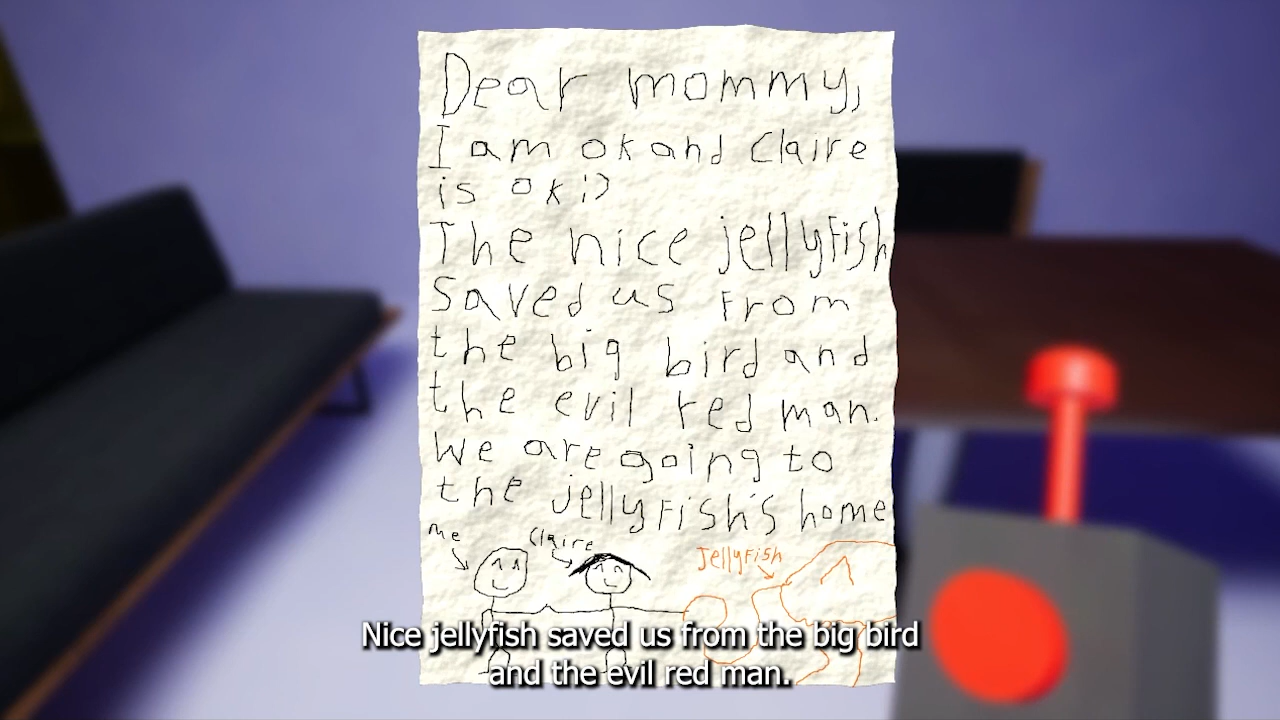 Dear mommy,
I am ok and Claire
is ok:)
The nice jellyfish
saved us from
the big bird and
the evil red man.
We are going to
the jellyfish's home
me
Claire
Jellyfish
Nice jellyfish saved us from the big bird
and the evil red man.